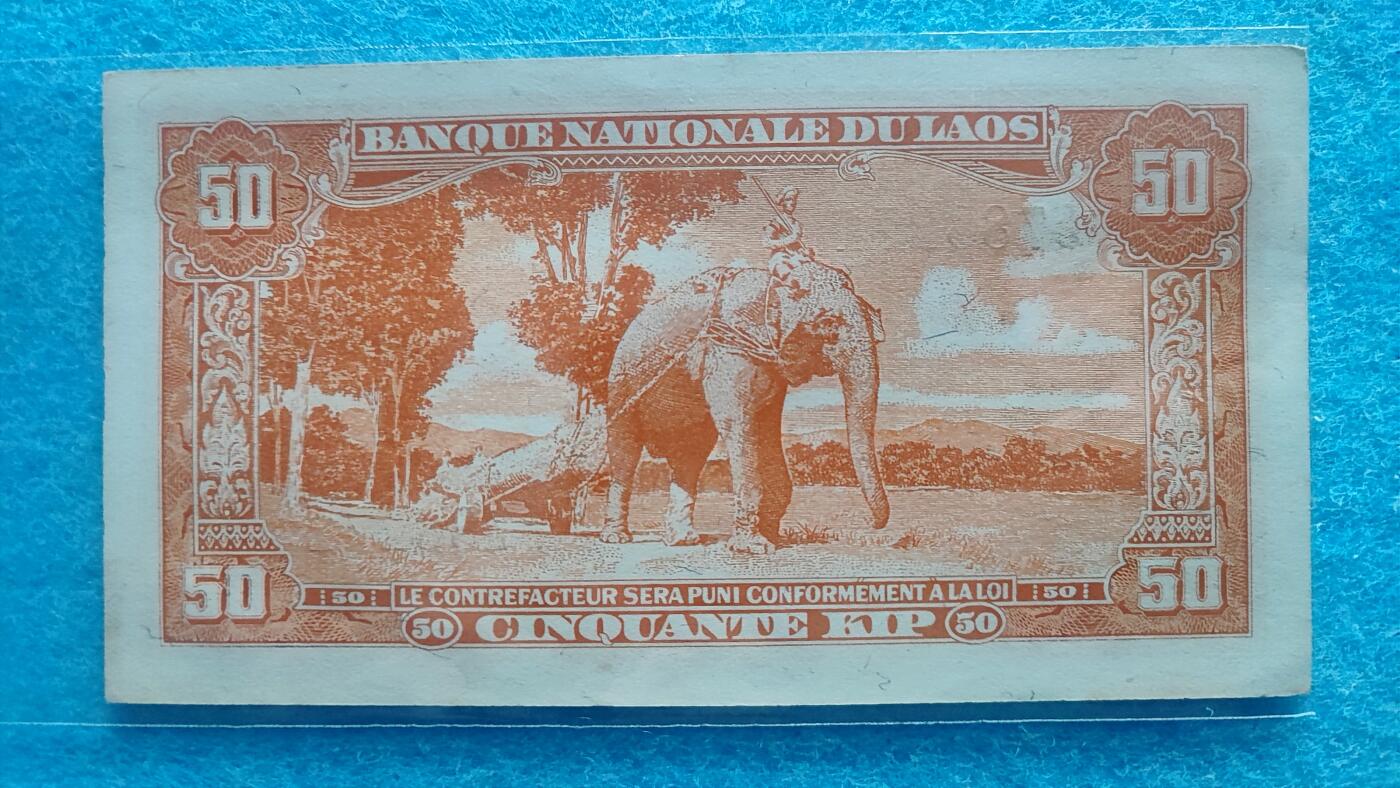 BANQUE NATIONALE DU LAOS
50 50
50 50 LE CONTREFACTEUR SERA PUNI CONFORMÉMENT À LA LOI 50 50
50 CINQUANTE KIP 50